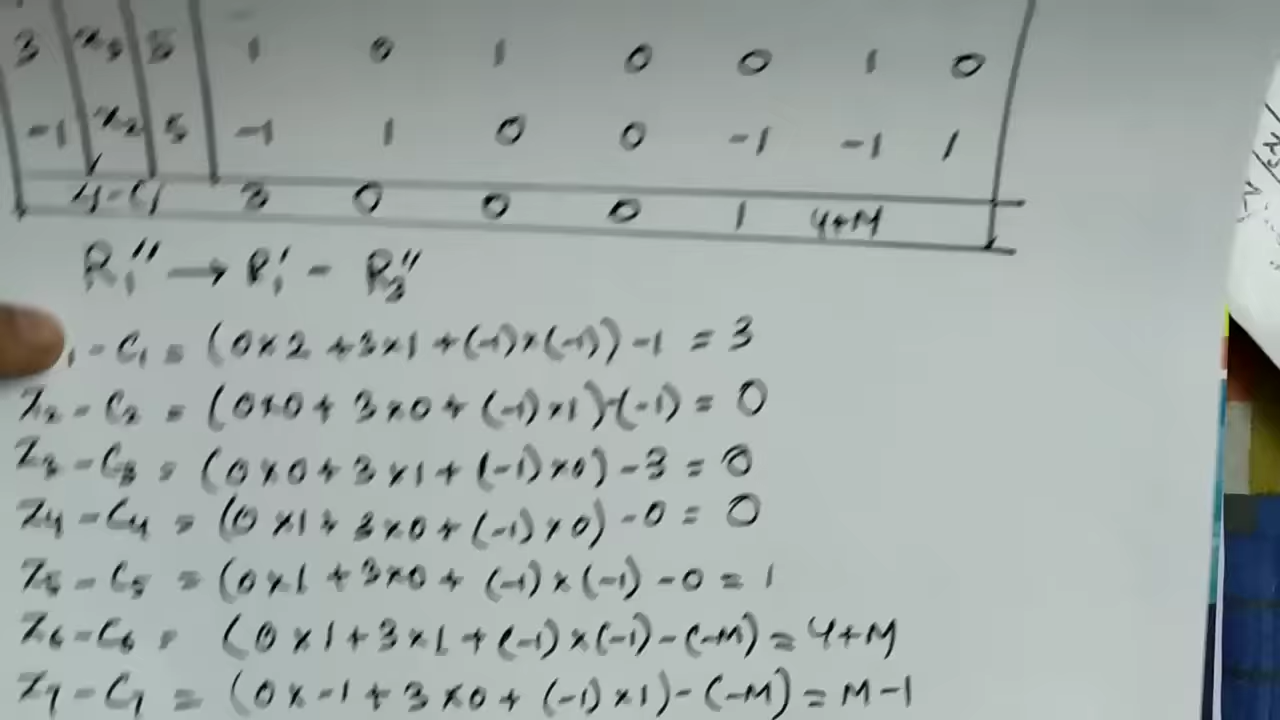 3 x3 5 1 0 1 0 0 1 0
-1 x2 5 -1 1 0 0 -1 -1 1
Zj-Cj 3 0 0 0 1 4+M
R1'' → R1' - R3''
1 - C1 = (0×2 +3×1 +(-1)×(-1)) -1 = 3
Z2 - C2 = (0×0 + 3×0 + (-1)×1)-(-1) = 0
Z3 - C3 = (0×0+3×1+(-1)×0) -3 = 0
Z4 - C4 = (0×1+3×0+(-1)×0) -0 = 0
Z5 - C5 = (0×1 +3×0+ (-1)×(-1) -0 = 1
Z6 - C6 = (0×1+3×1+(-1)×(-1)-(-M) = 4+M
Z7 - C7 = (0×-1+3×0+ (-1)×1)-(-M) = M-1